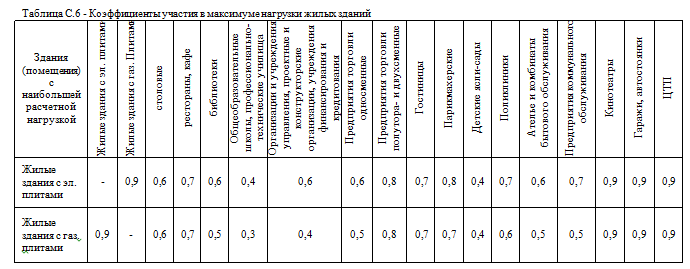 Таблица С.6 - Коэффициенты участия в максимуме нагрузки жилых зданий
Здания
(помещения)
с
наибольшей
расчетной
нагрузкой
Жилые здания с эл. плитами
Жилые здания с газ. Плитами
столовые
рестораны, кафе
библиотеки
Общеобразовательные
школы, профессионально-
технические училища
Организации и учреждения
управления, проектные и
конструкторские
организации, учреждения
финансирования и
кредитования
Предприятия торговли
односменные
Предприятия торговли
полутора- и двухсменные
Гостиницы
Парикмахерские
Детские ясли-сады
Поликлиники
Ателье и комбинаты
бытового обслуживания
Предприятия коммунального
обслуживания
Кинотеатры
Гаражи, автостоянки
ЦТП
Жилые
здания с эл.
плитами
- 0,9 0,6 0,7 0,6 0,4 0,6 0,6 0,8 0,7 0,8 0,4 0,7 0,6 0,7 0,9 0,9 0,9
Жилые
здания с газ,
длитами
0,9 - 0,6 0,7 0,5 0,3 0,4 0,5 0,8 0,7 0,7 0,4 0,6 0,5 0,5 0,9 0,9 0,9